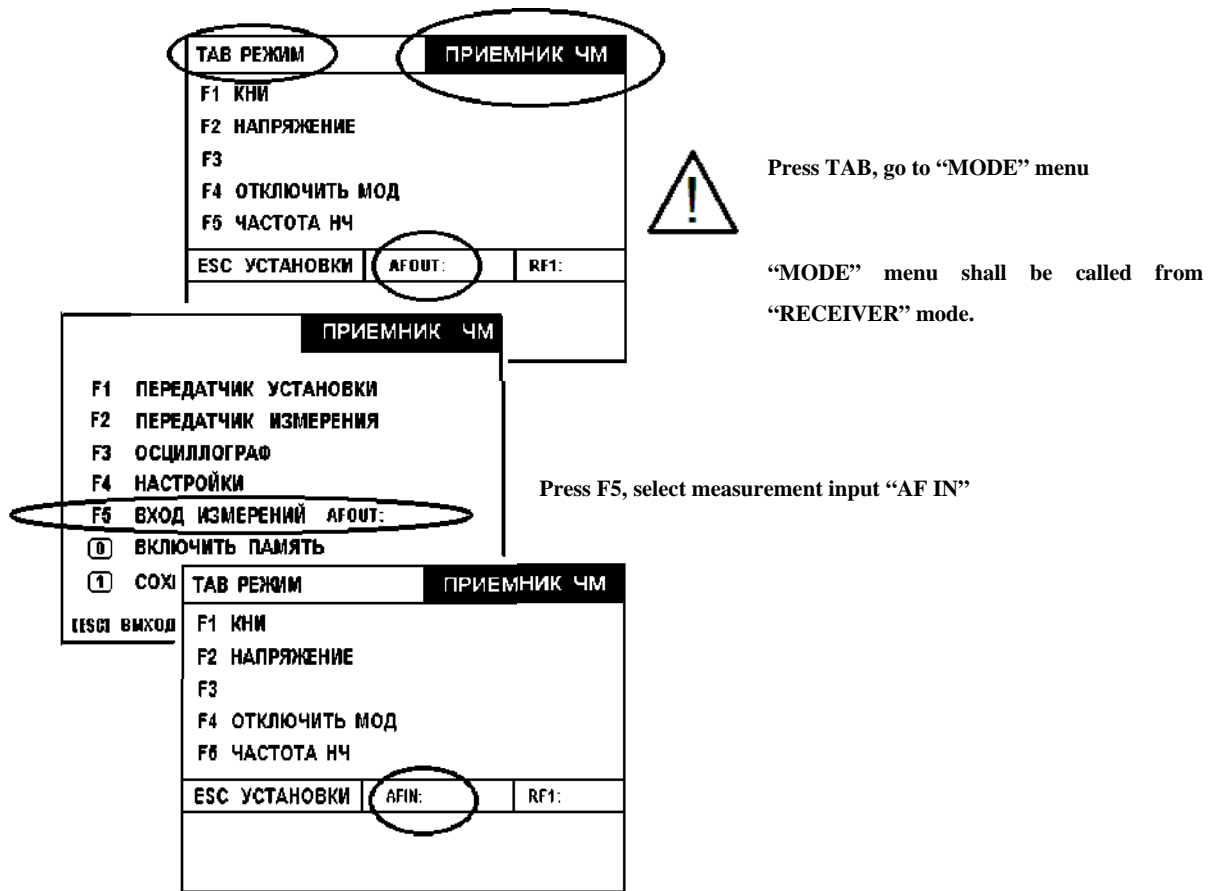 TAB РЕЖИМ ПРИЕМНИК ЧМ
F1 КНИ
F2 НАПРЯЖЕНИЕ
F3
F4 ОТКЛЮЧИТЬ МОД
F5 ЧАСТОТА НЧ
ESC УСТАНОВКИ AFOUT: RF1:
!
Press TAB, go to “MODE” menu
“MODE” menu shall be called from
“RECEIVER” mode.
ПРИЕМНИК ЧМ
F1 ПЕРЕДАТЧИК УСТАНОВКИ
F2 ПЕРЕДАТЧИК ИЗМЕРЕНИЯ
F3 ОСЦИЛЛОГРАФ
F4 НАСТРОЙКИ
F5 ВХОД ИЗМЕРЕНИЙ AFOUT:
0 ВКЛЮЧИТЬ ПАМЯТЬ
1
[ESC] ВЫХОД
Press F5, select measurement input “AF IN”
TAB РЕЖИМ ПРИЕМНИК ЧМ
F1 КНИ
F2 НАПРЯЖЕНИЕ
F3
F4 ОТКЛЮЧИТЬ МОД
F5 ЧАСТОТА НЧ
ESC УСТАНОВКИ AFIN: RF1: